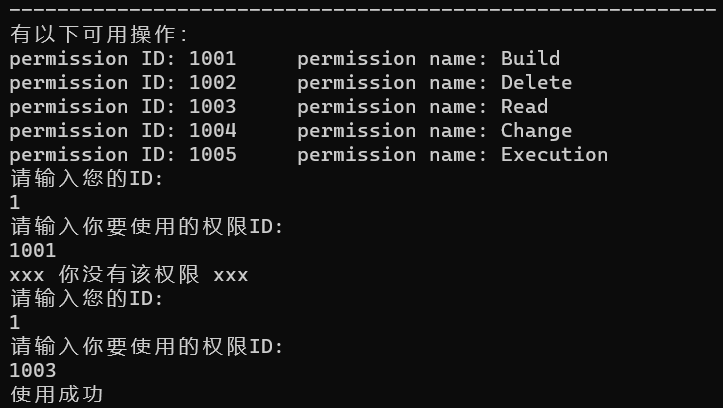 ------------------------------------------------------------
有以下可用操作:
permission ID: 1001     permission name: Build
permission ID: 1002     permission name: Delete
permission ID: 1003     permission name: Read
permission ID: 1004     permission name: Change
permission ID: 1005     permission name: Execution
请输入您的ID:
1
请输入你要使用的权限ID:
1001
xxx 你没有该权限 xxx
请输入您的ID:
1
请输入你要使用的权限ID:
1003
使用成功